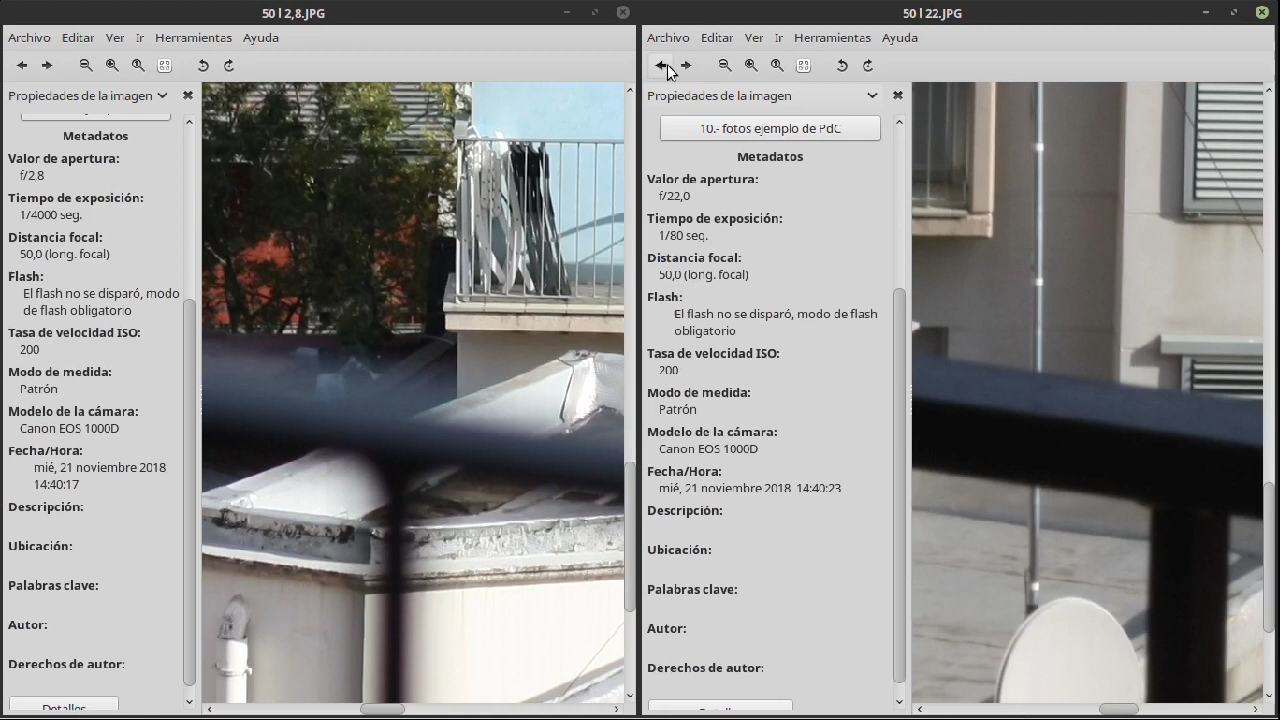 50 l 2,8.JPG
Archivo Editar Ver Ir Herramientas Ayuda
Propiedades de la imagen
Metadatos
Valor de apertura:
f/2,8
Tiempo de exposición:
1/4000 seg.
Distancia focal:
50,0 (long. focal)
Flash:
El flash no se disparó, modo
de flash obligatorio
Tasa de velocidad ISO:
200
Modo de medida:
Patrón
Modelo de la cámara:
Canon EOS 1000D
Fecha/Hora:
mié, 21 noviembre 2018
14:40:17
Descripción:
Ubicación:
Palabras clave:
Autor:
Derechos de autor:
Detalles
50 l 22.JPG
Archivo Editar Ver Ir Herramientas Ayuda
Propiedades de la imagen
10.- fotos ejemplo de PdC
Metadatos
Valor de apertura:
f/22,0
Tiempo de exposición:
1/80 seg.
Distancia focal:
50,0 (long. focal)
Flash:
El flash no se disparó, modo de flash
obligatorio
Tasa de velocidad ISO:
200
Modo de medida:
Patrón
Modelo de la cámara:
Canon EOS 1000D
Fecha/Hora:
mié, 21 noviembre 2018 14:40:23
Descripción:
Ubicación:
Palabras clave:
Autor:
Derechos de autor: